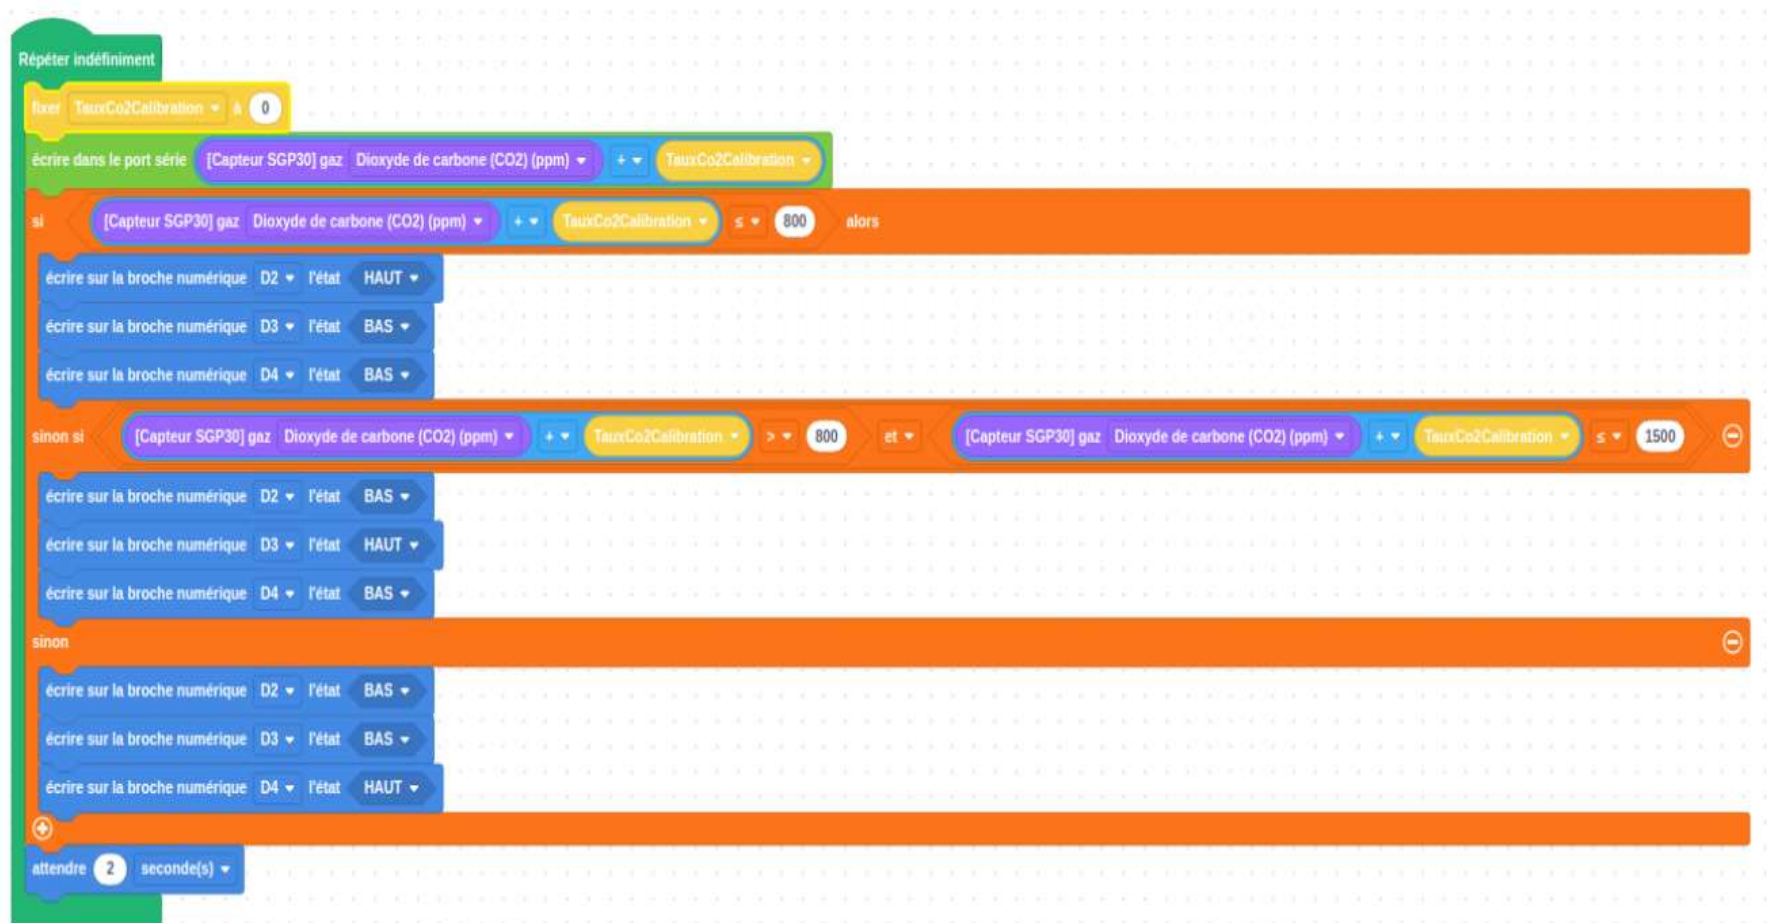 Répéter indéfiniment
fixer TauxCo2Calibration à 0
écrire dans le port série [Capteur SGP30] gaz Dioxyde de carbone (CO2) (ppm) + TauxCo2Calibration
si [Capteur SGP30] gaz Dioxyde de carbone (CO2) (ppm) + TauxCo2Calibration ≤ 800 alors
écrire sur la broche numérique D2 l'état HAUT
écrire sur la broche numérique D3 l'état BAS
écrire sur la broche numérique D4 l'état BAS
sinon si [Capteur SGP30] gaz Dioxyde de carbone (CO2) (ppm) + TauxCo2Calibration > 800 et [Capteur SGP30] gaz Dioxyde de carbone (CO2) (ppm) + TauxCo2Calibration ≤ 1500
écrire sur la broche numérique D2 l'état BAS
écrire sur la broche numérique D3 l'état HAUT
écrire sur la broche numérique D4 l'état BAS
sinon
écrire sur la broche numérique D2 l'état BAS
écrire sur la broche numérique D3 l'état BAS
écrire sur la broche numérique D4 l'état HAUT
attendre 2 seconde(s)